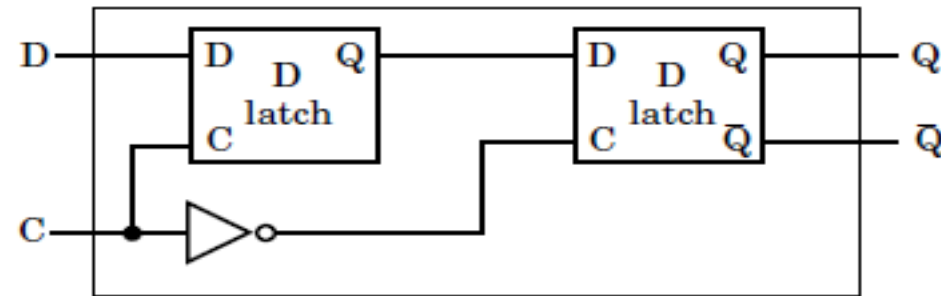 D D Q D Q Q
D
latch
D
latch
C C Q̄ Q̄
C